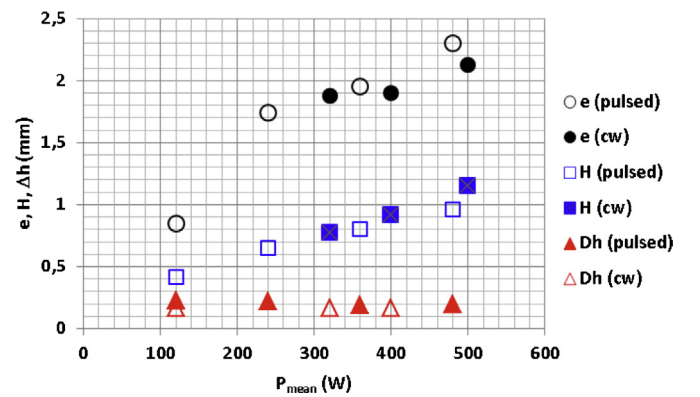 2,5
2
1,5
1
0,5
0
0
100
200
300
400
500
600
e, H, Δh (mm)
P_mean (W)
e (pulsed)
e (cw)
H (pulsed)
H (cw)
Dh (pulsed)
Dh (cw)